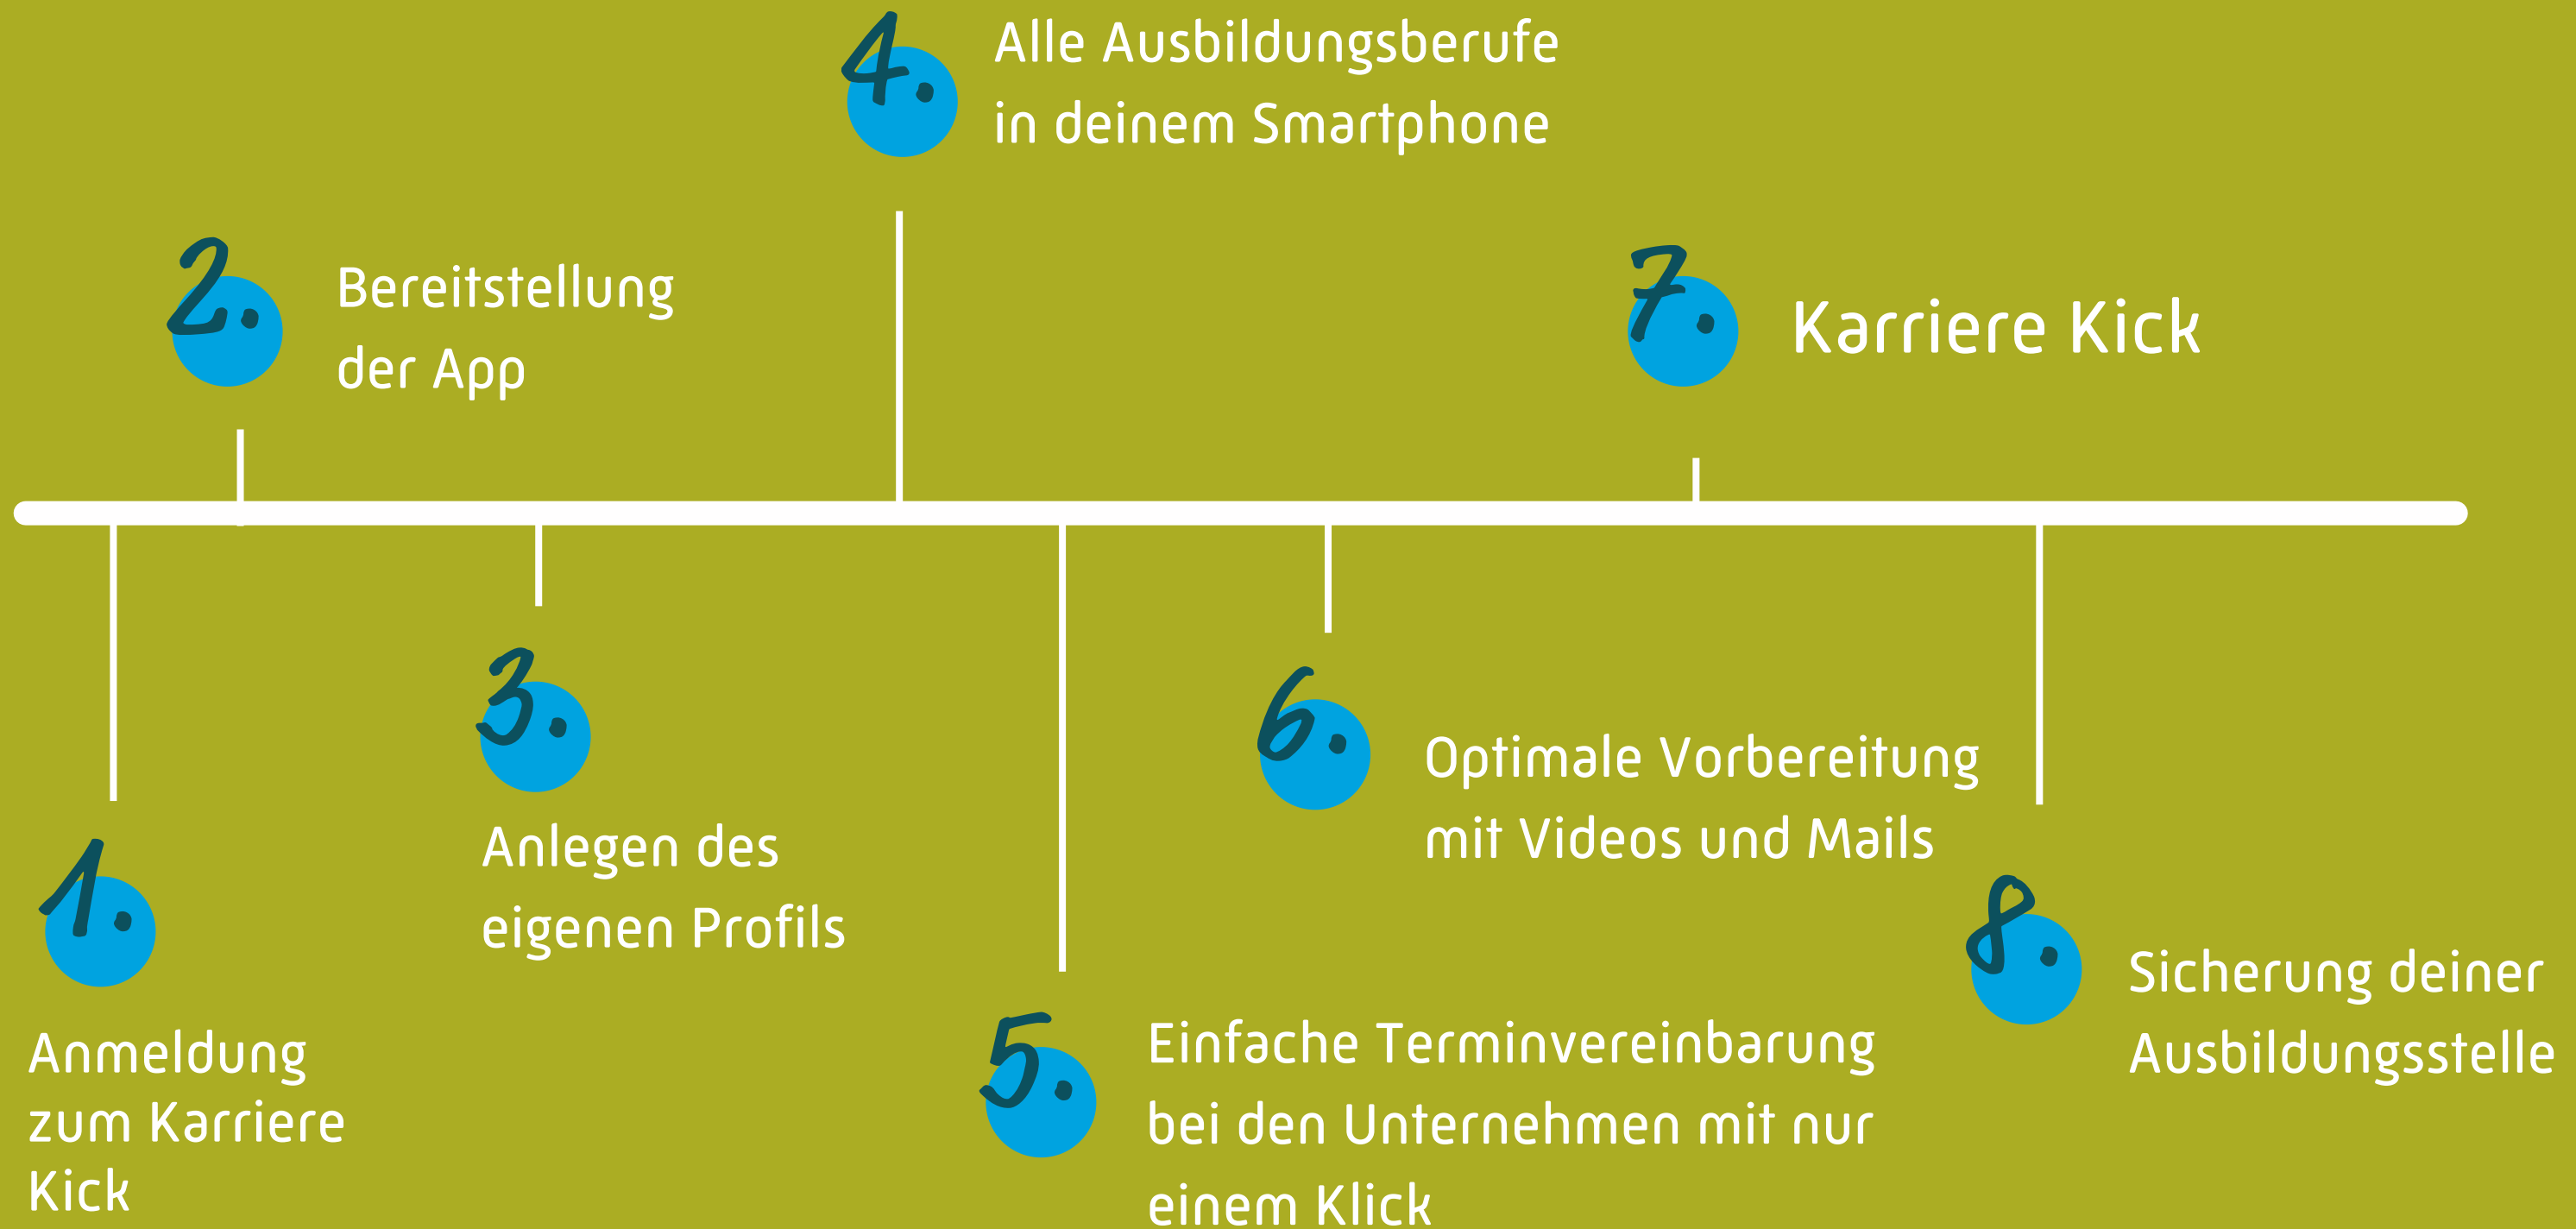 1.
Anmeldung
zum Karriere
Kick
2.
Bereitstellung
der App
3.
Anlegen des
eigenen Profils
4.
Alle Ausbildungsberufe
in deinem Smartphone
5.
Einfache Terminvereinbarung
bei den Unternehmen mit nur
einem Klick
6.
Optimale Vorbereitung
mit Videos und Mails
7.
Karriere Kick
8.
Sicherung deiner
Ausbildungsstelle